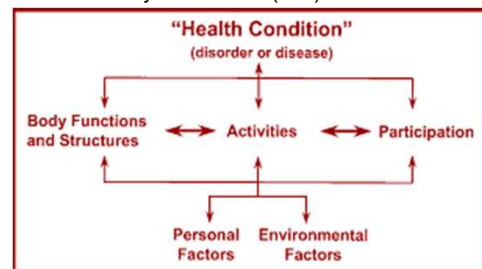 “Health Condition”
(disorder or disease)
Body Functions
and Structures
Activities
Participation
Personal
Factors
Environmental
Factors